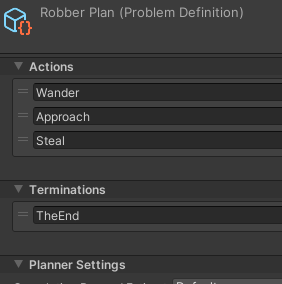 Robber Plan (Problem Definition)
Actions
Wander
Approach
Steal
Terminations
TheEnd
Planner Settings